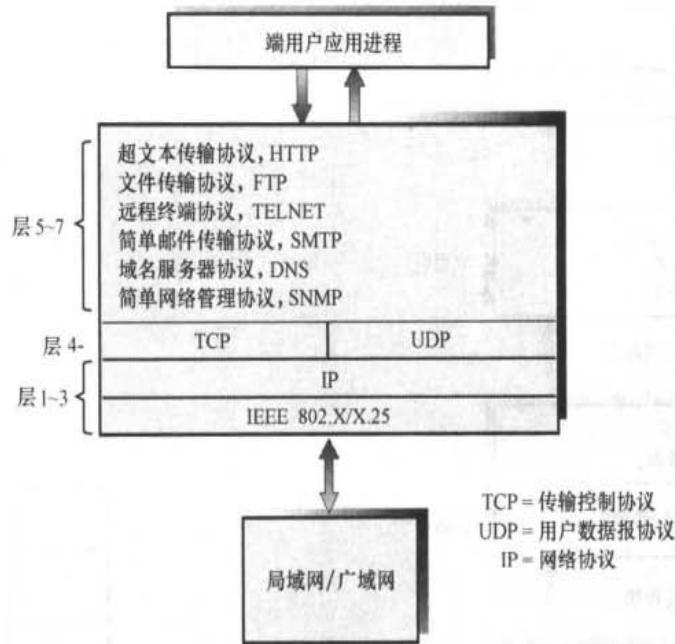 端用户应用进程
超文本传输协议, HTTP
文件传输协议, FTP
远程终端协议, TELNET
简单邮件传输协议, SMTP
域名服务器协议, DNS
简单网络管理协议, SNMP
层 5~7
层 4-
TCP
UDP
层 1~3
IP
IEEE 802.X/X.25
局域网/广域网
TCP = 传输控制协议
UDP = 用户数据报协议
IP = 网络协议